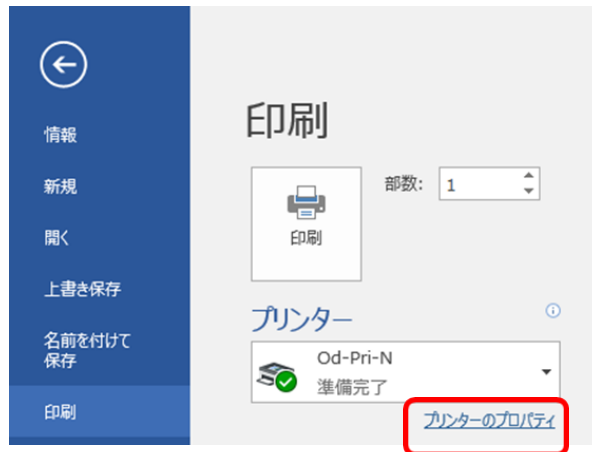 情報
新規
開く
上書き保存
名前を付けて
保存
印刷
印刷
部数: 1
印刷
プリンター
Od-Pri-N
準備完了
プリンターのプロパティ